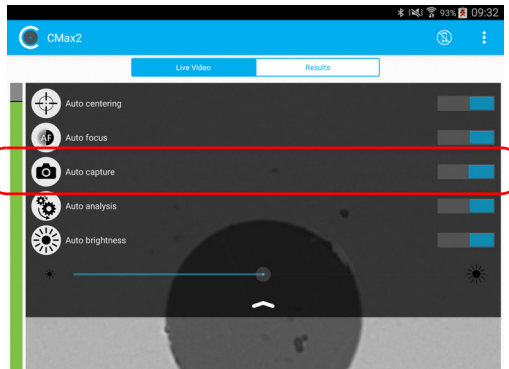 93% 09:32
CMax2
Live Video Results
Auto centering
AF Auto focus
Auto capture
Auto analysis
Auto brightness